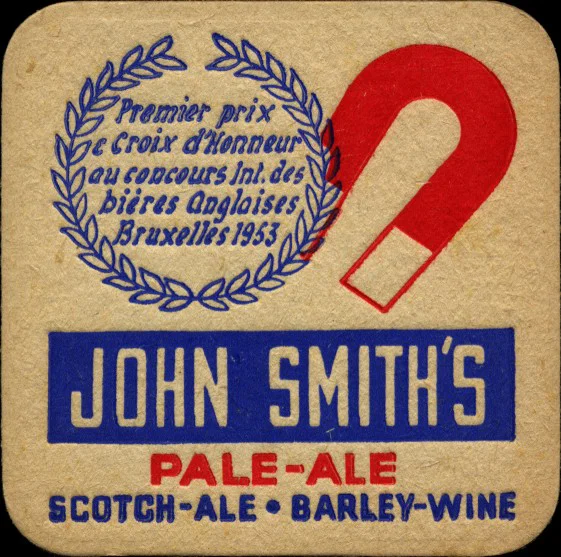 Premier prix
e Croix d'Honneur
au concours Int. des
bières Anglaises
Bruxelles 1953
JOHN SMITH'S
PALE-ALE
SCOTCH-ALE • BARLEY-WINE